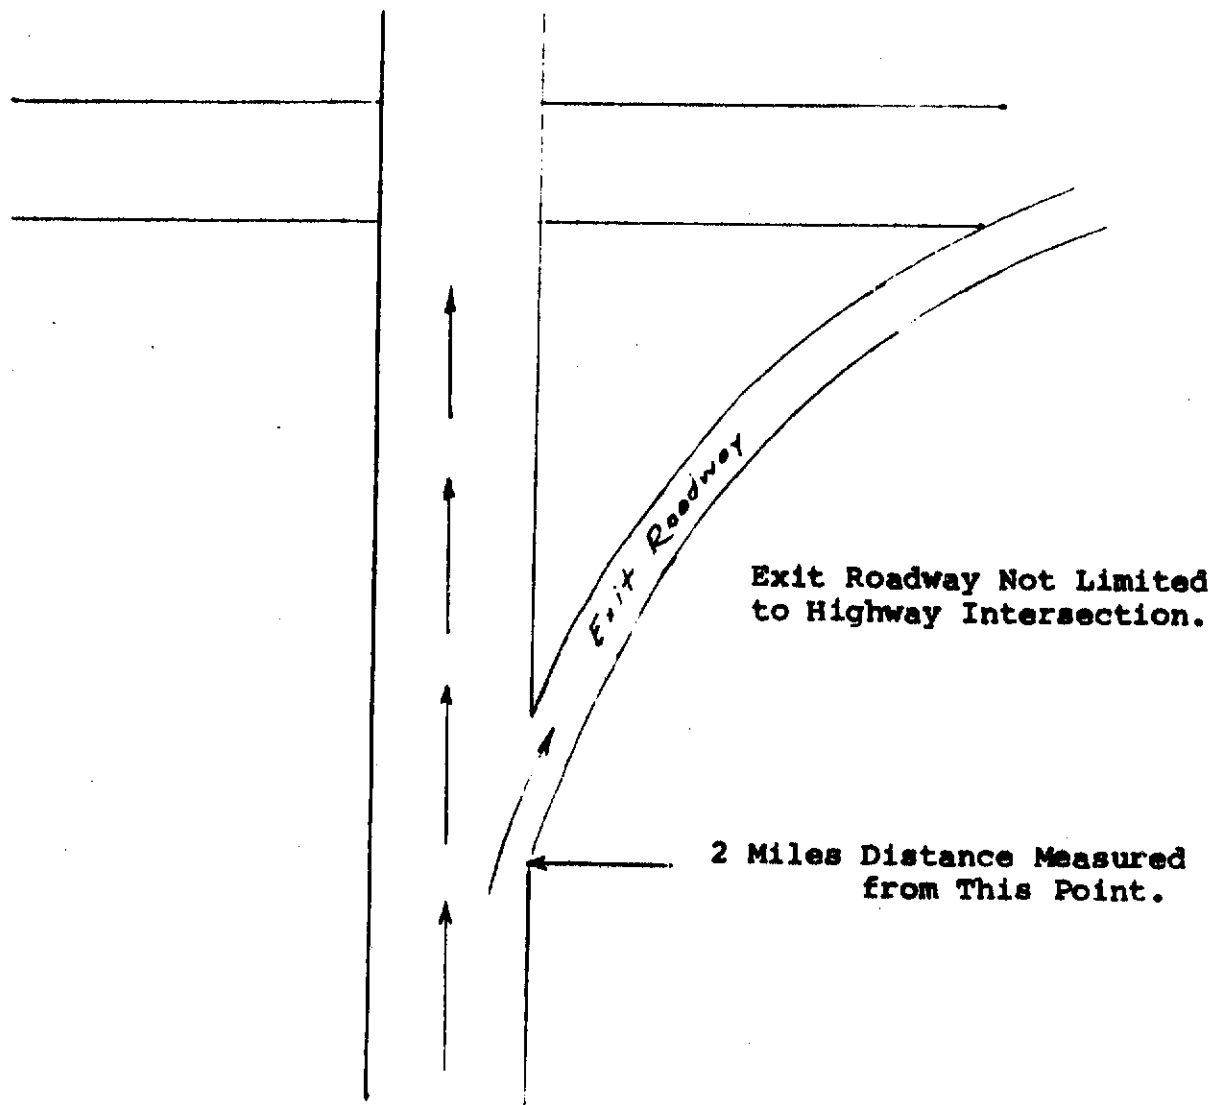 Exit Roadway
Exit Roadway Not Limited
to Highway Intersection.
2 Miles Distance Measured
from This Point.